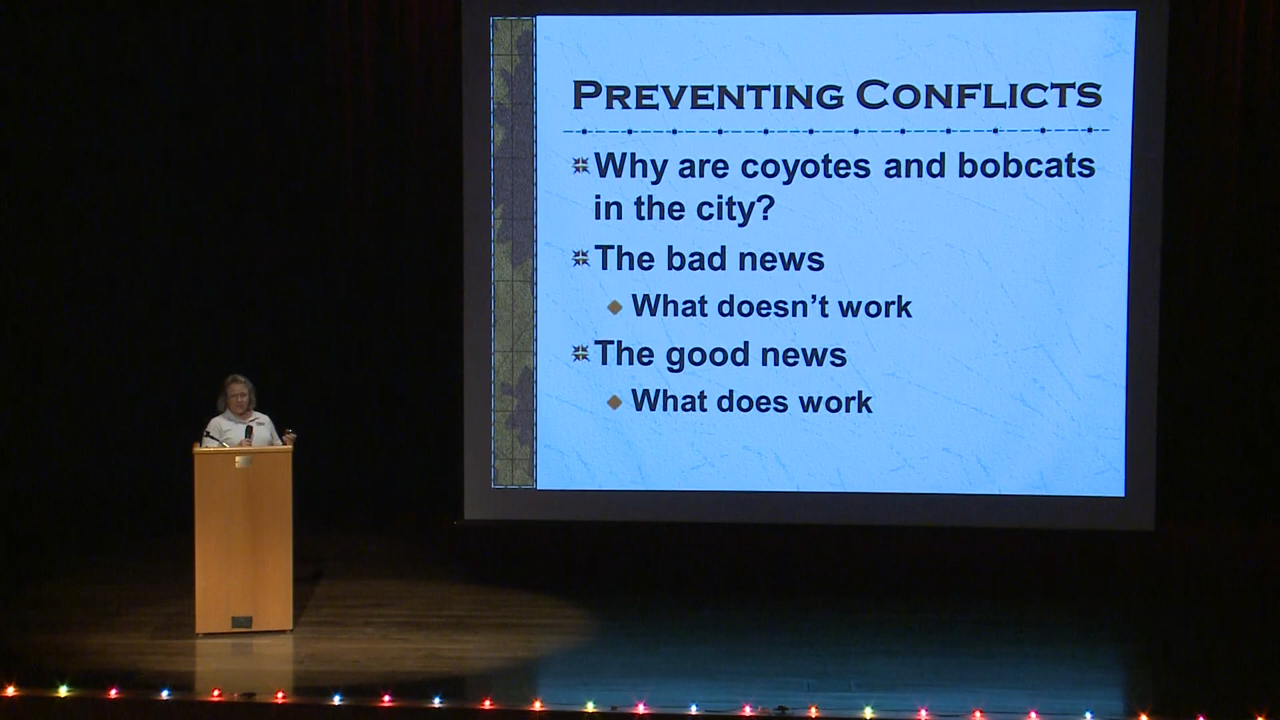 PREVENTING CONFLICTS
Why are coyotes and bobcats
in the city?
The bad news
What doesn't work
The good news
What does work